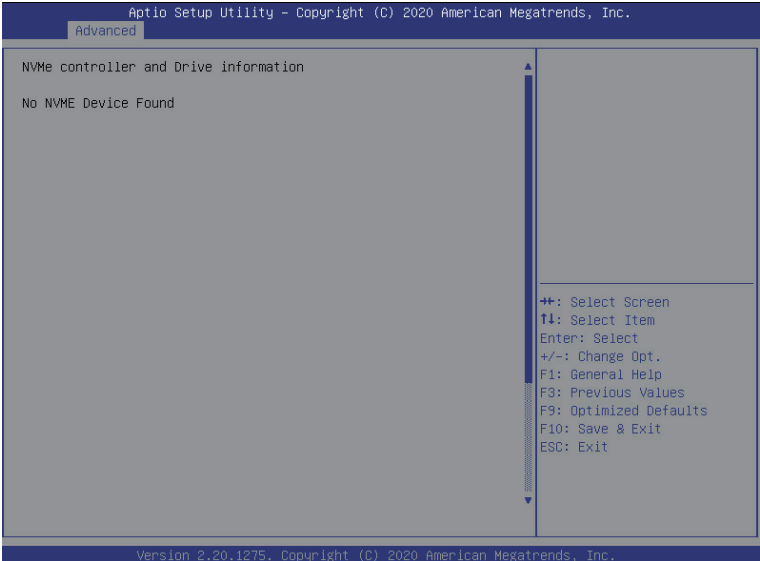 Aptio Setup Utility – Copyright (C) 2020 American Megatrends, Inc.
Advanced
NVMe controller and Drive information
No NVME Device Found
→←: Select Screen
↑↓: Select Item
Enter: Select
+/-: Change Opt.
F1: General Help
F3: Previous Values
F9: Optimized Defaults
F10: Save & Exit
ESC: Exit
Version 2.20.1275. Copyright (C) 2020 American Megatrends, Inc.